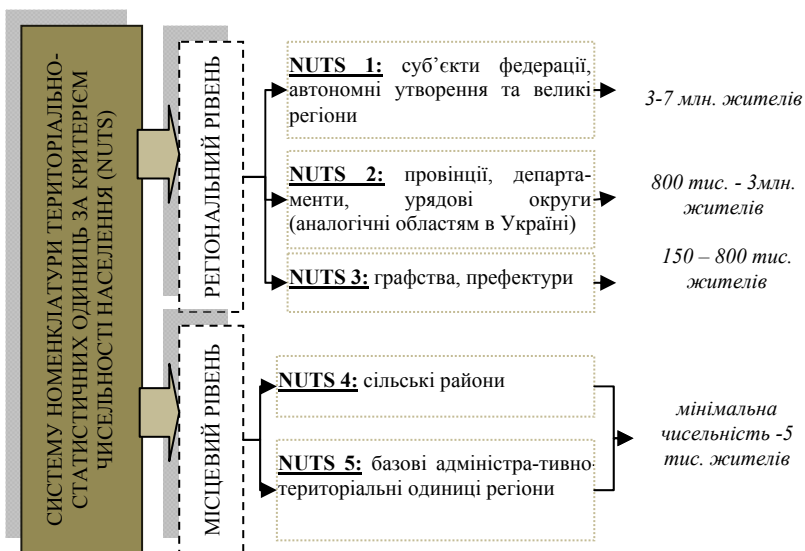 СИСТЕМУ НОМЕНКЛАТУРИ ТЕРИТОРІАЛЬНО-
СТАТИСТИЧНИХ ОДИНИЦЬ ЗА КРИТЕРІЄМ
ЧИСЕЛЬНОСТІ НАСЕЛЕННЯ (NUTS)
РЕГІОНАЛЬНИЙ РІВЕНЬ
NUTS 1: суб’єкти федерації,
автономні утворення та великі
регіони
3-7 млн. жителів
NUTS 2: провінції, департа-
менти, урядові округи
(аналогічні областям в Україні)
800 тис. - 3млн.
жителів
NUTS 3: графства, префектури
150 – 800 тис.
жителів
МІСЦЕВИЙ РІВЕНЬ
NUTS 4: сільські райони
NUTS 5: базові адміністра-тивно
територіальні одиниці регіони
мінімальна
чисельність -5
тис. жителів